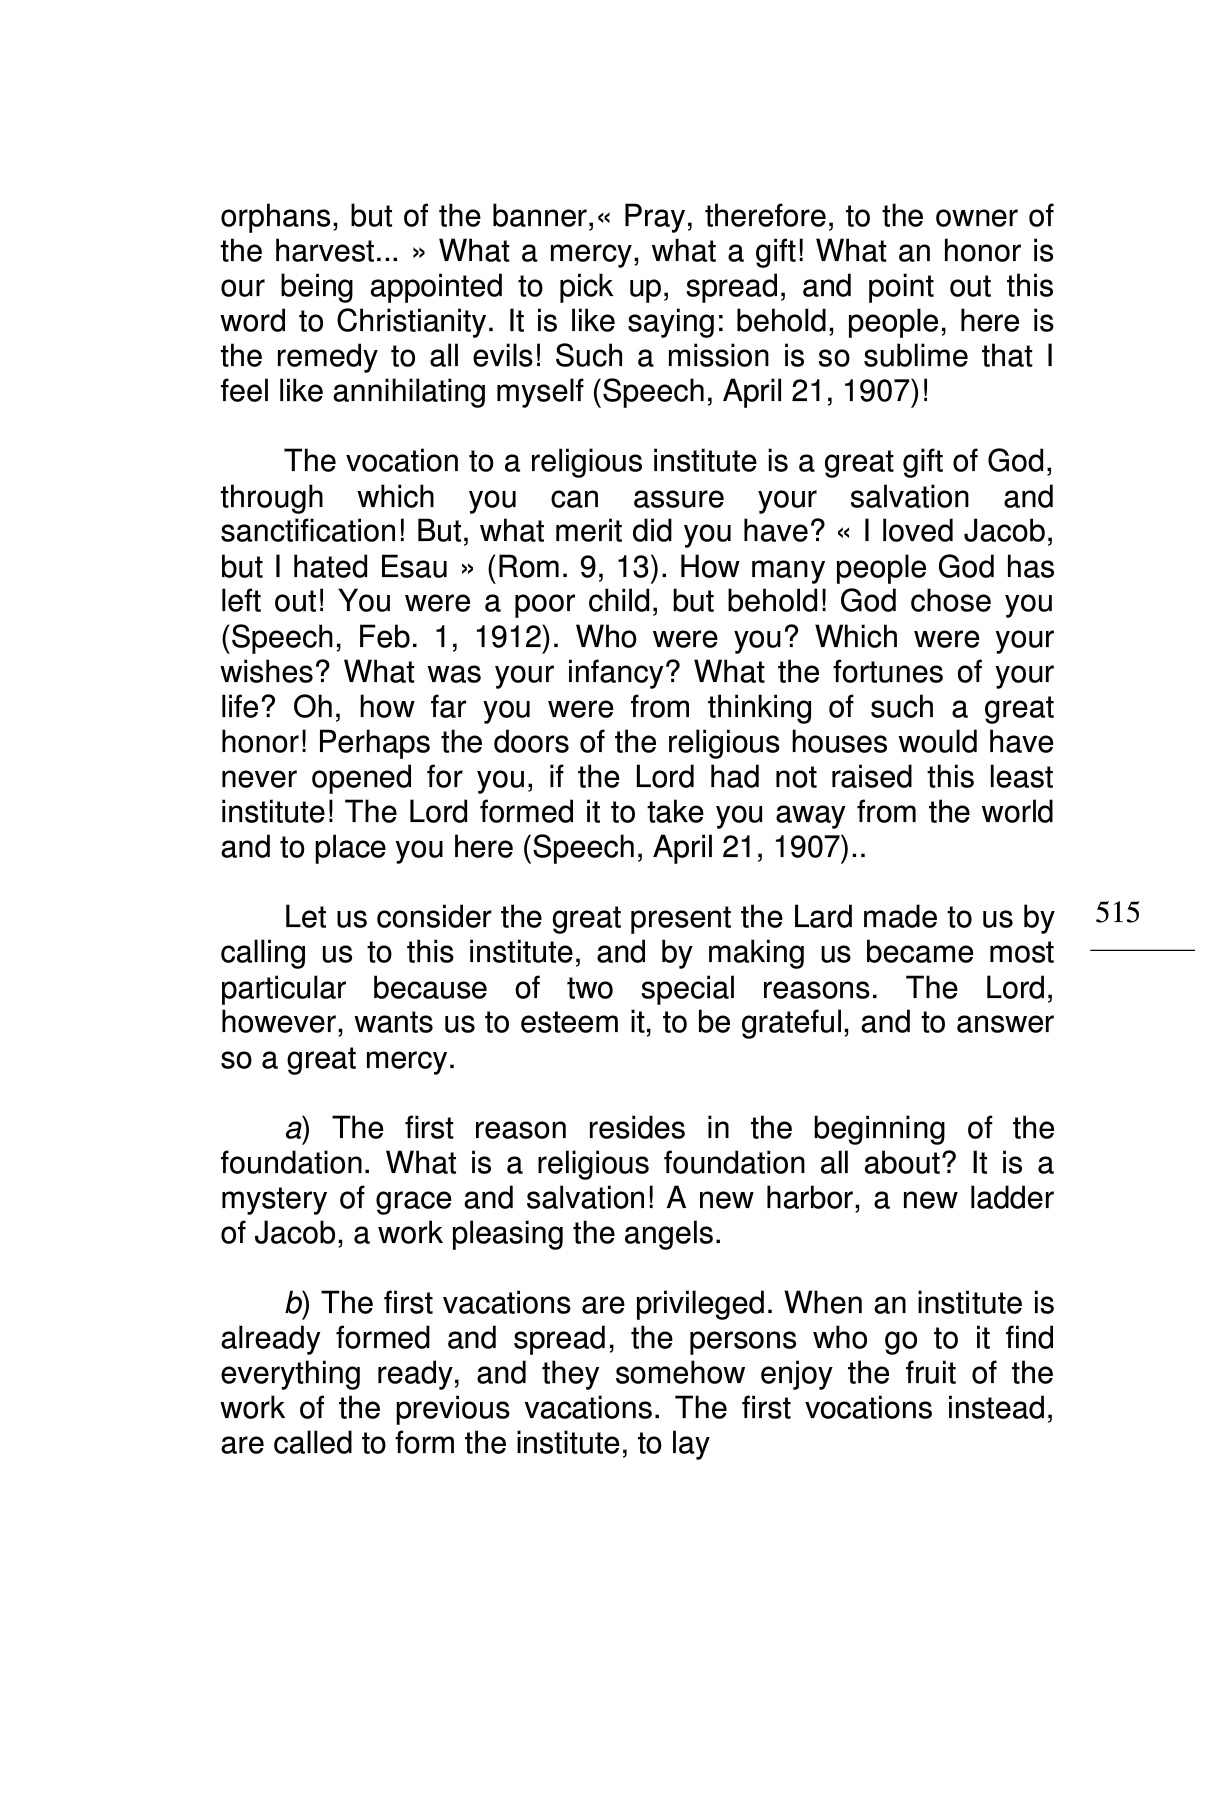 orphans, but of the banner,« Pray, therefore, to the owner of
the harvest... » What a mercy, what a gift! What an honor is
our being appointed to pick up, spread, and point out this
word to Christianity. It is like saying: behold, people, here is
the remedy to all evils! Such a mission is so sublime that I
feel like annihilating myself (Speech, April 21, 1907)!
The vocation to a religious institute is a great gift of God,
through which you can assure your salvation and
sanctification! But, what merit did you have? « I loved Jacob,
but I hated Esau » (Rom. 9, 13). How many people God has
left out! You were a poor child, but behold! God chose you
(Speech, Feb. 1, 1912). Who were you? Which were your
wishes? What was your infancy? What the fortunes of your
life? Oh, how far you were from thinking of such a great
honor! Perhaps the doors of the religious houses would have
never opened for you, if the Lord had not raised this least
institute! The Lord formed it to take you away from the world
and to place you here (Speech, April 21, 1907)..
Let us consider the great present the Lard made to us by
calling us to this institute, and by making us became most
particular because of two special reasons. The Lord,
however, wants us to esteem it, to be grateful, and to answer
so a great mercy.
a) The first reason resides in the beginning of the
foundation. What is a religious foundation all about? It is a
mystery of grace and salvation! A new harbor, a new ladder
of Jacob, a work pleasing the angels.
b) The first vacations are privileged. When an institute is
already formed and spread, the persons who go to it find
everything ready, and they somehow enjoy the fruit of the
work of the previous vacations. The first vocations instead,
are called to form the institute, to lay
515